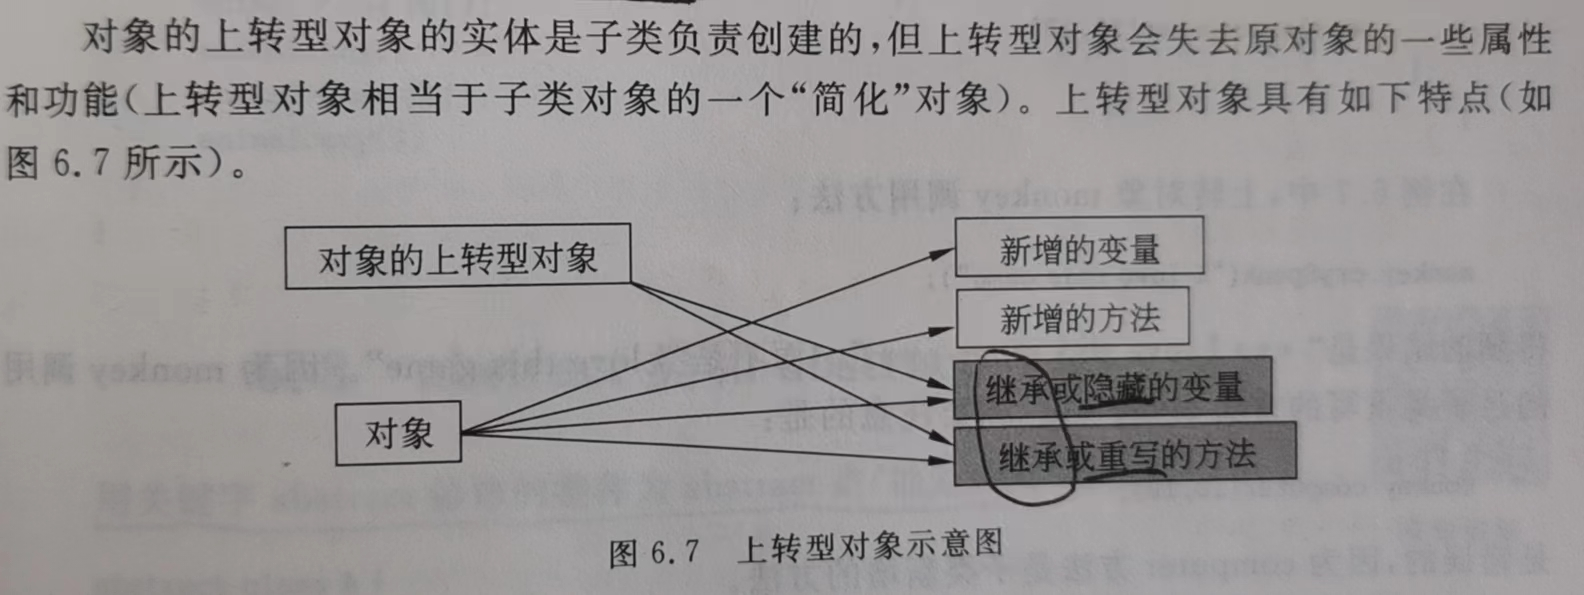 对象的上转型对象的实体是子类负责创建的,但上转型对象会失去原对象的一些属性
和功能(上转型对象相当于子类对象的一个“简化”对象)。上转型对象具有如下特点(如
图 6.7 所示)。
对象的上转型对象
新增的变量
新增的方法
继承或隐藏的变量
对象
继承或重写的方法
图 6.7 上转型对象示意图